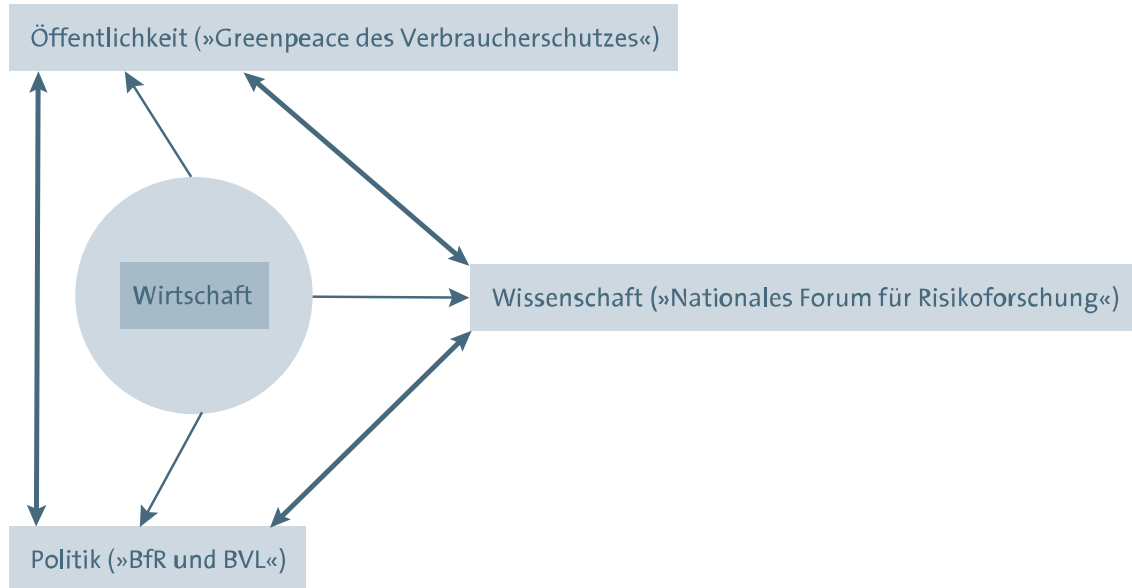 Öffentlichkeit (»Greenpeace des Verbraucherschutzes«)
Wirtschaft
Wissenschaft (»Nationales Forum für Risikoforschung«)
Politik (»BfR und BVL«)